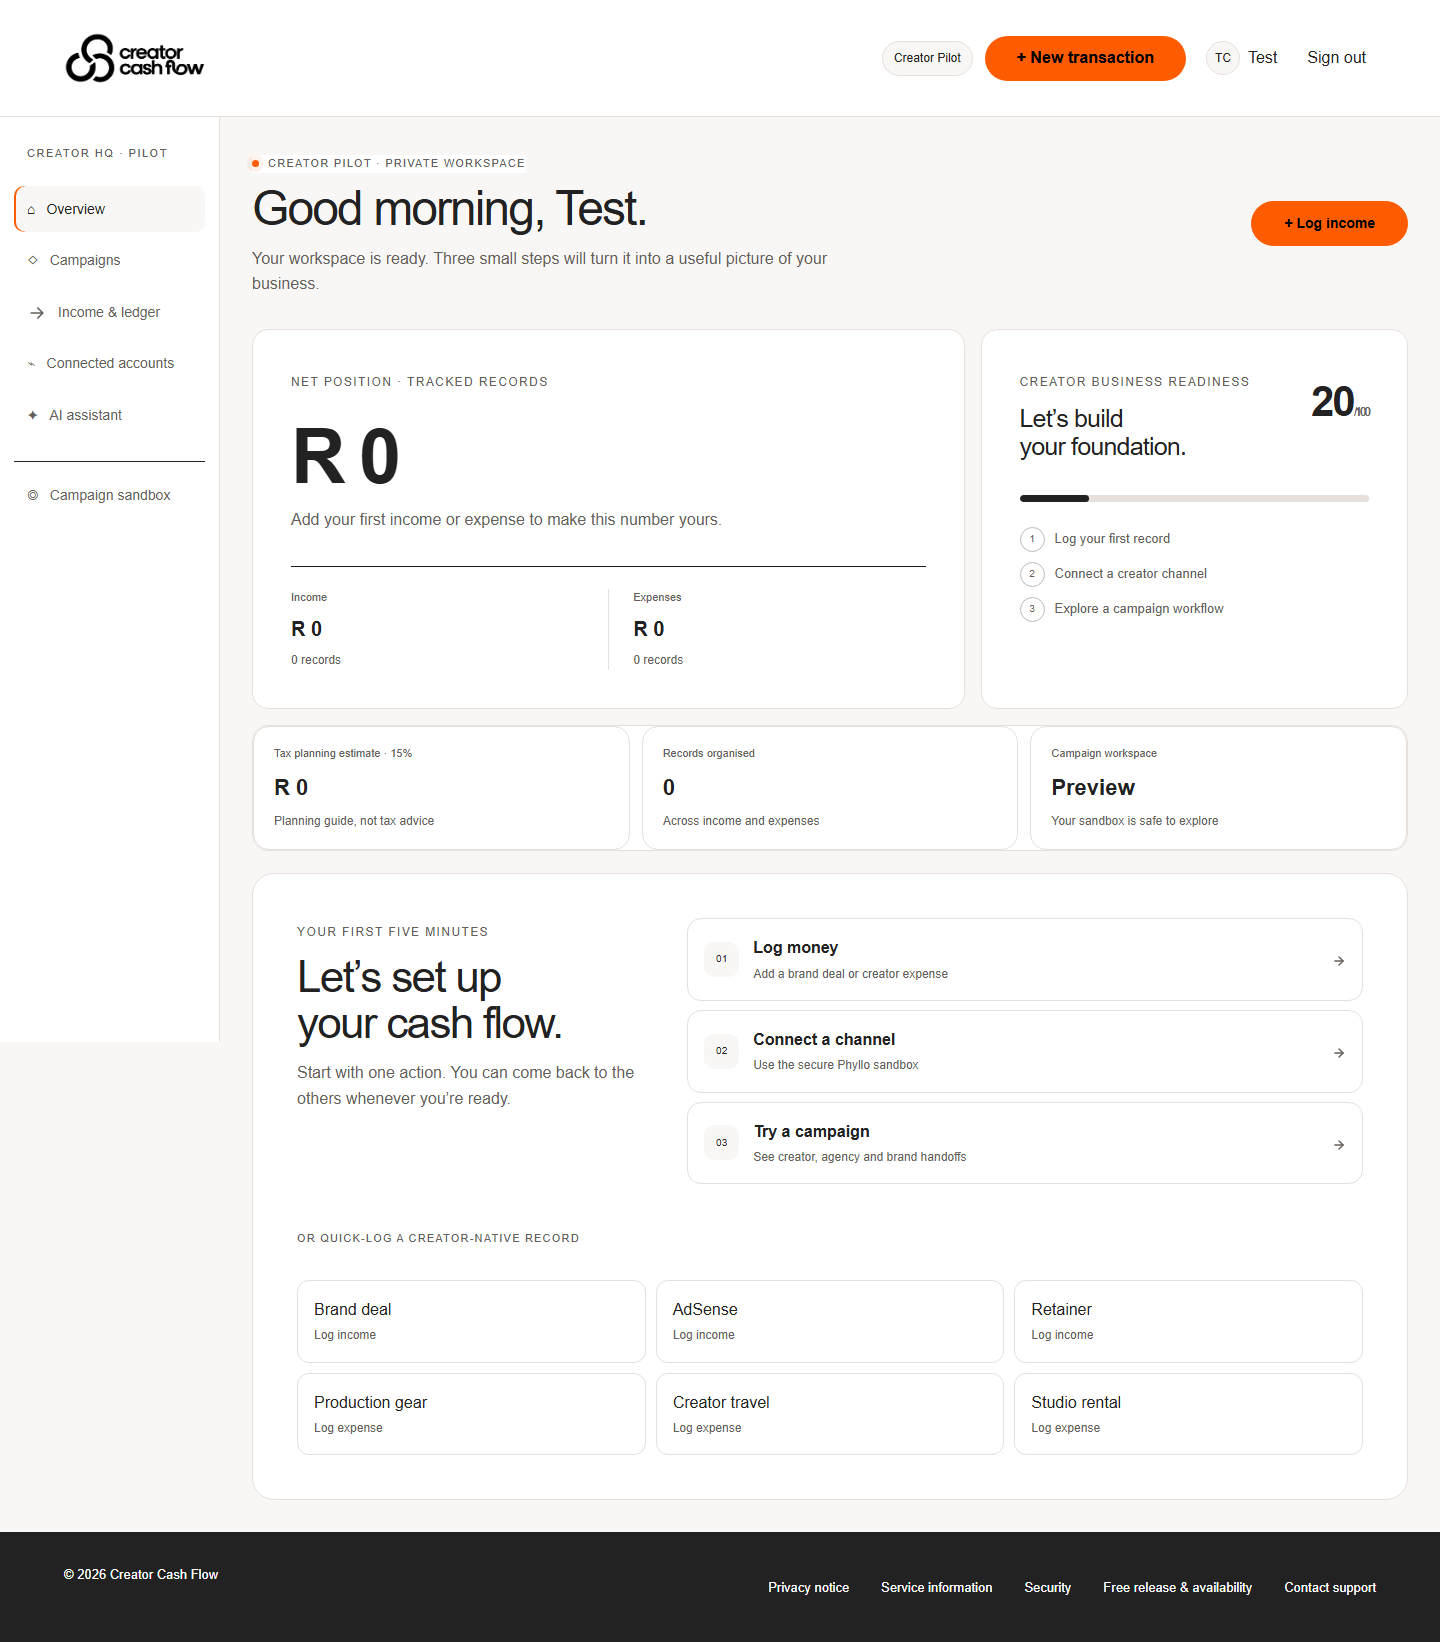 creator
cash flow
Creator Pilot
+ New transaction
TC
Test
Sign out
CREATOR HQ · PILOT
Overview
Campaigns
Income & ledger
Connected accounts
AI assistant
Campaign sandbox
CREATOR PILOT · PRIVATE WORKSPACE
Good morning, Test.
Your workspace is ready. Three small steps will turn it into a useful picture of your
business.
+ Log income
NET POSITION · TRACKED RECORDS
R 0
Add your first income or expense to make this number yours.
Income
R 0
0 records
Expenses
R 0
0 records
CREATOR BUSINESS READINESS
Let’s build
your foundation.
20/100
1 Log your first record
2 Connect a creator channel
3 Explore a campaign workflow
Tax planning estimate · 15%
R 0
Planning guide, not tax advice
Records organised
0
Across income and expenses
Campaign workspace
Preview
Your sandbox is safe to explore
YOUR FIRST FIVE MINUTES
Let’s set up
your cash flow.
Start with one action. You can come back to the
others whenever you’re ready.
01
Log money
Add a brand deal or creator expense
02
Connect a channel
Use the secure Phyllo sandbox
03
Try a campaign
See creator, agency and brand handoffs
OR QUICK-LOG A CREATOR-NATIVE RECORD
Brand deal
Log income
AdSense
Log income
Retainer
Log income
Production gear
Log expense
Creator travel
Log expense
Studio rental
Log expense
© 2026 Creator Cash Flow
Privacy notice
Service information
Security
Free release & availability
Contact support